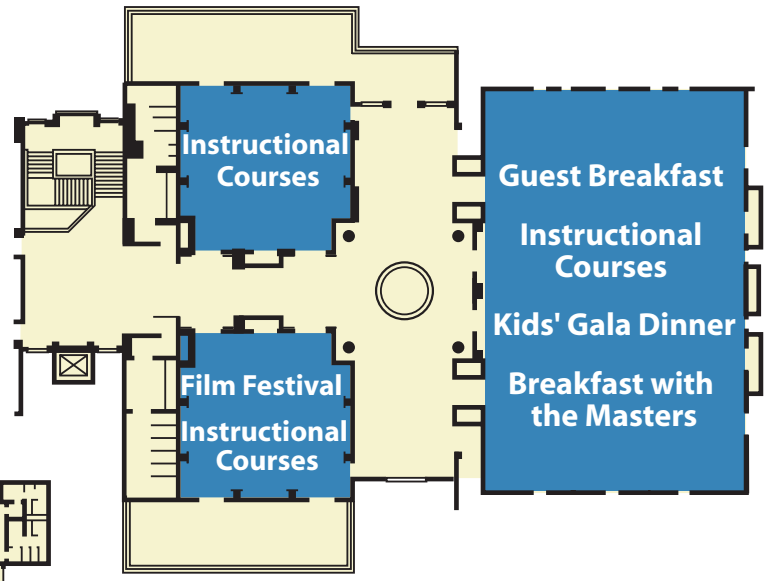 Instructional
Courses
Film Festival
Instructional
Courses
Guest Breakfast
Instructional
Courses
Kids' Gala Dinner
Breakfast with
the Masters